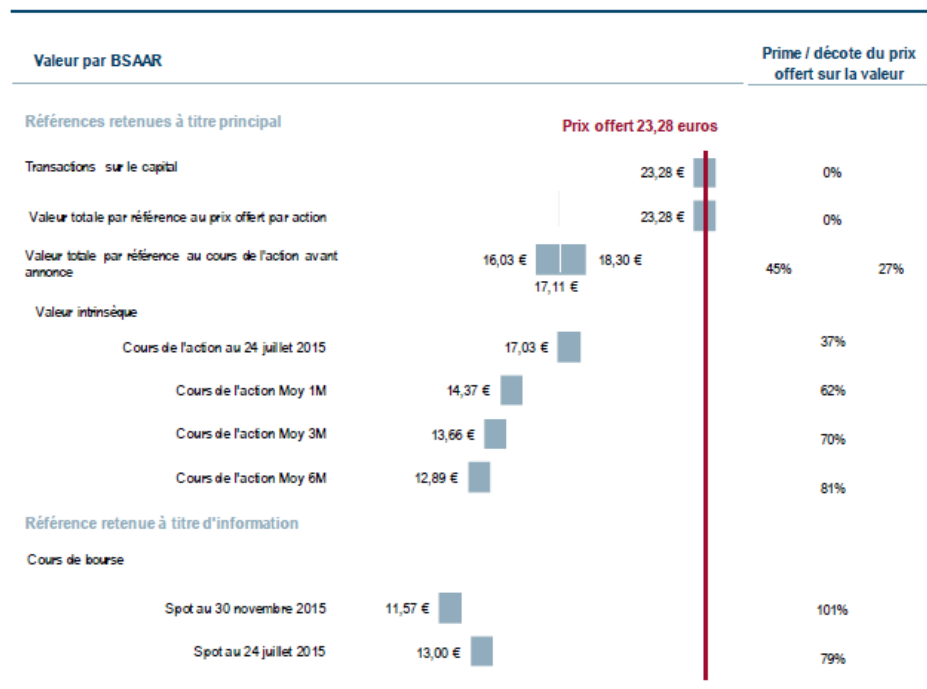 Valeur par BSAAR
Prime / décote du prix
offert sur la valeur
Références retenues à titre principal
Prix offert 23,28 euros
Transactions sur le capital
23,28 €
0%
Valeur totale par référence au prix offert par action
23,28 €
0%
Valeur totale par référence au cours de l'action avant
annonce
16,03 €
18,30 €
17,11 €
45%
27%
Valeur intrinsèque
Cours de l'action au 24 juillet 2015
17,03 €
37%
Cours de l'action Moy 1M
14,37 €
62%
Cours de l'action Moy 3M
13,66 €
70%
Cours de l'action Moy 6M
12,89 €
81%
Référence retenue à titre d'information
Cours de bourse
Spot au 30 novembre 2015
11,57 €
101%
Spot au 24 juillet 2015
13,00 €
79%